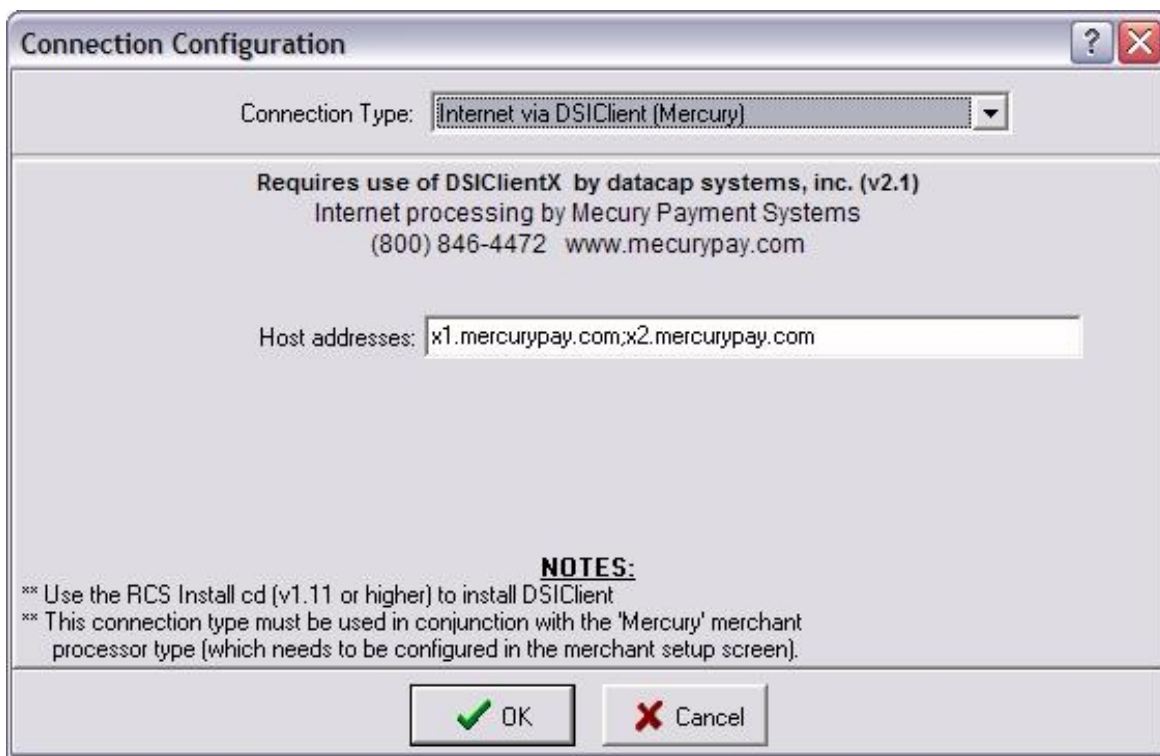 Connection Configuration
?
Connection Type: Internet via DSIClient (Mercury)
Requires use of DSIClientX by datacap systems, inc. (v2.1)
Internet processing by Mecury Payment Systems
(800) 846-4472 www.mecurypay.com
Host addresses: x1.mercurypay.com;x2.mercurypay.com
NOTES:
** Use the RCS Install cd (v1.11 or higher) to install DSIClient
** This connection type must be used in conjunction with the 'Mercury' merchant
processor type (which needs to be configured in the merchant setup screen).
OK Cancel